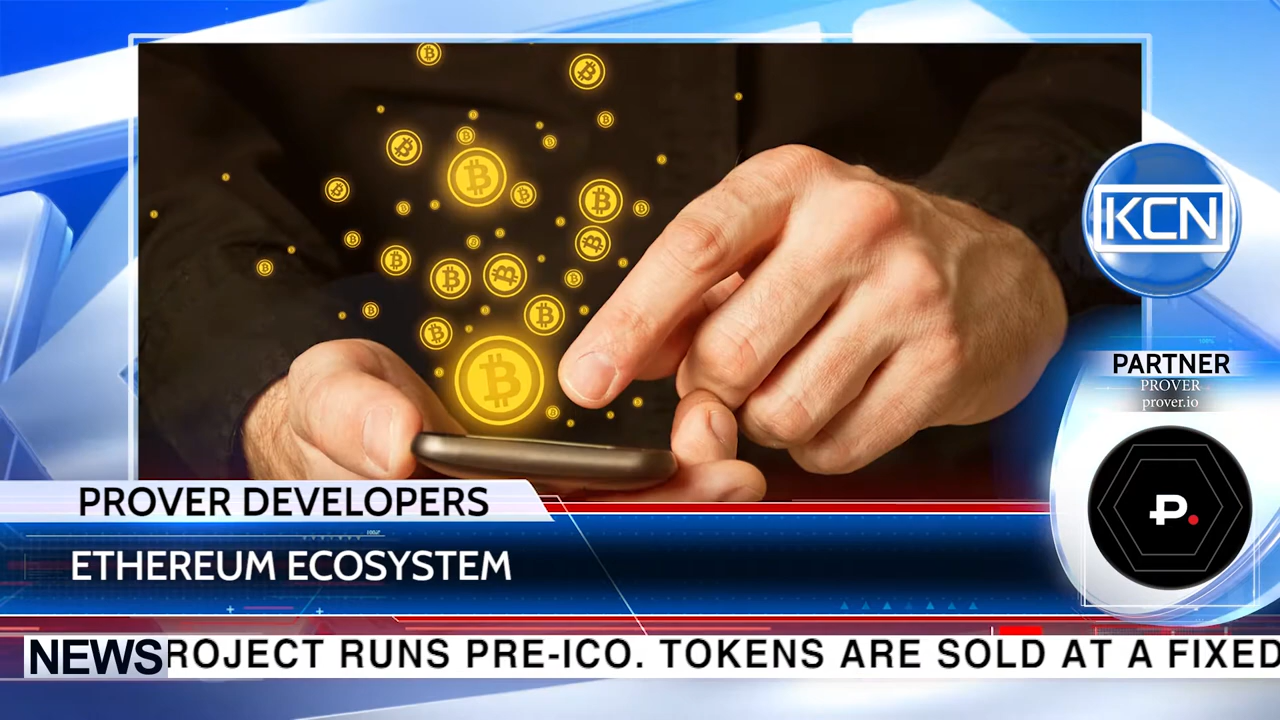 KCN
PARTNER
PROVER
prover.io
PROVER DEVELOPERS
ETHEREUM ECOSYSTEM
NEWS
ROJECT RUNS PRE-ICO. TOKENS ARE SOLD AT A FIXED